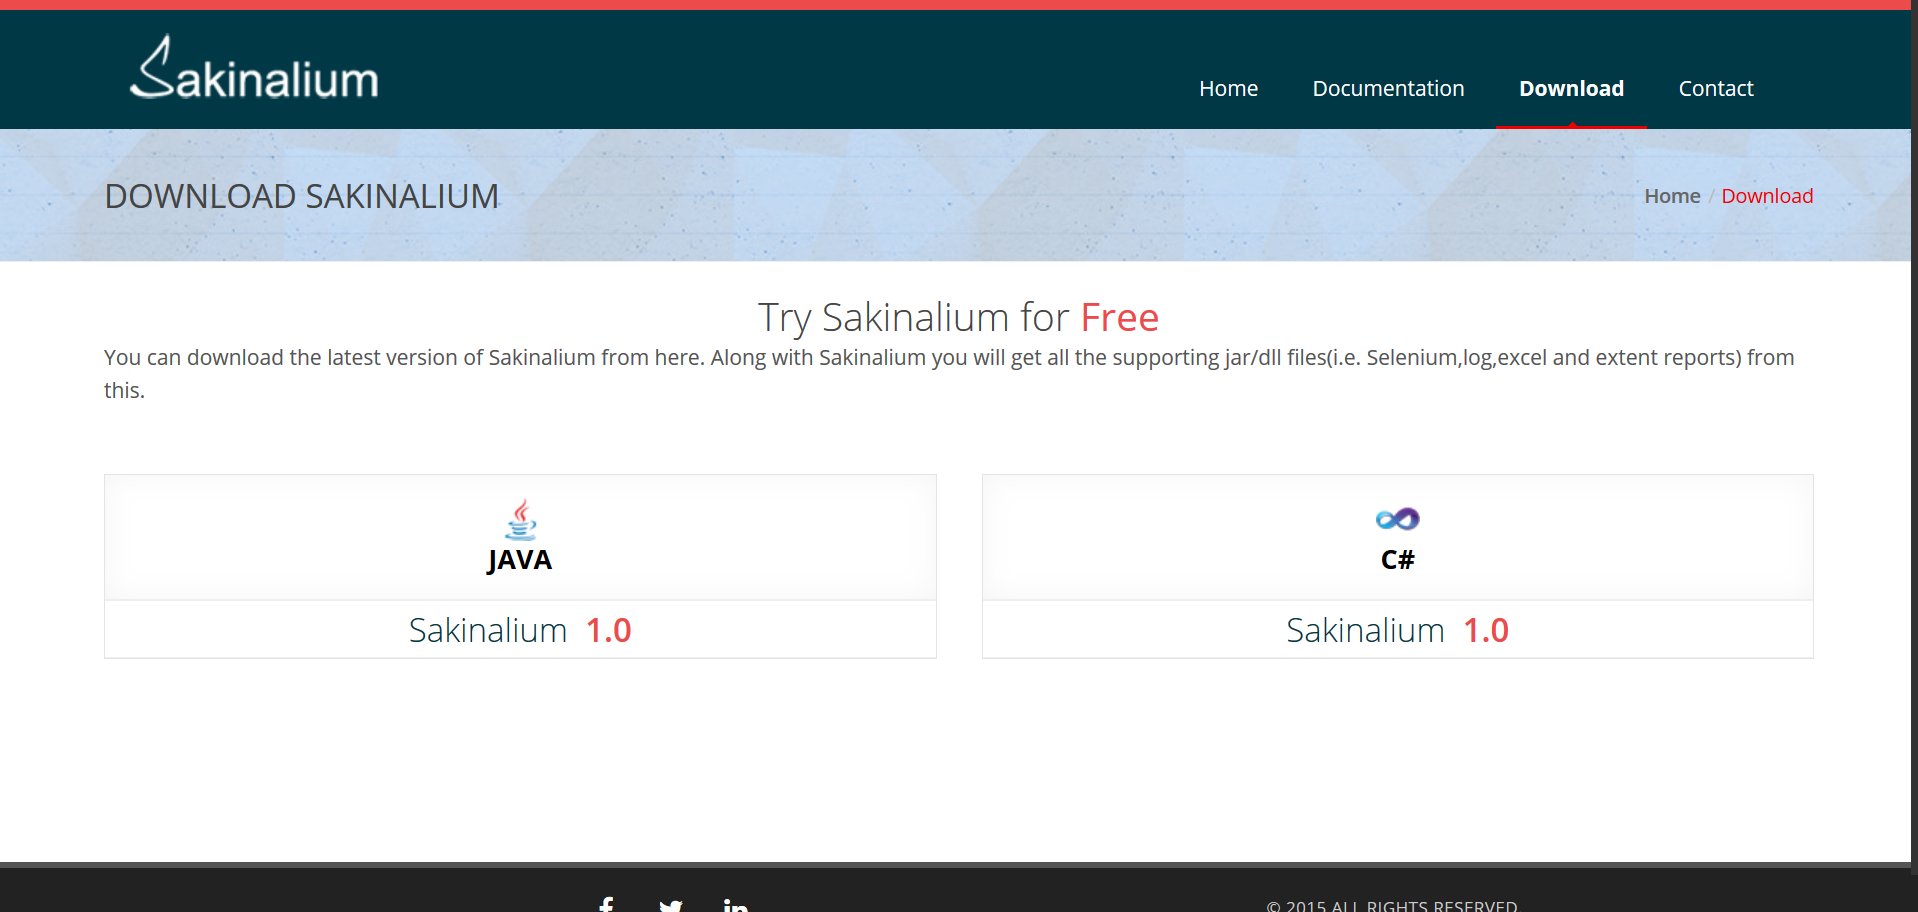 Sakinalium
Home
Documentation
Download
Contact
DOWNLOAD SAKINALIUM
Home / Download
Try Sakinalium for Free
You can download the latest version of Sakinalium from here. Along with Sakinalium you will get all the supporting jar/dll files(i.e. Selenium,log,excel and extent reports) from
this.
JAVA
Sakinalium 1.0
C#
Sakinalium 1.0
© 2015 ALL RIGHTS RESERVED